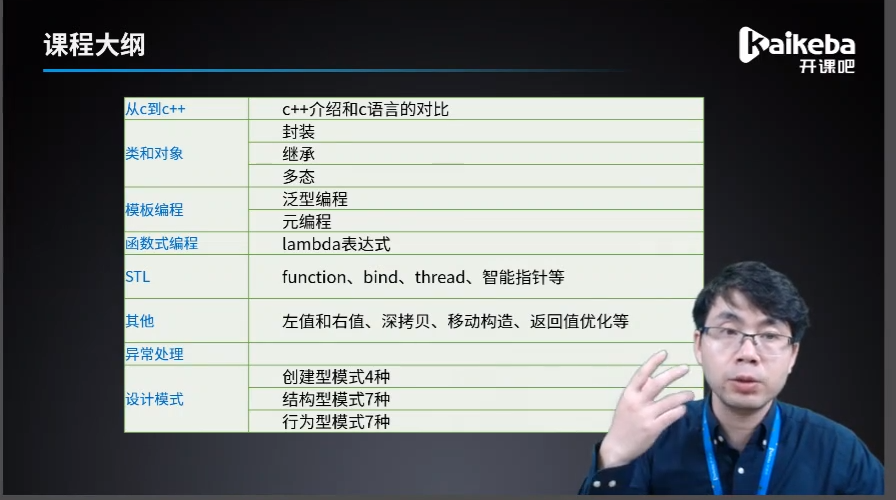 课程大纲
kaikeba
开课吧
从c到c++ c++介绍和c语言的对比
类和对象 封装
继承
多态
模板编程 泛型编程
元编程
函数式编程 lambda表达式
STL function、bind、thread、智能指针等
其他 左值和右值、深拷贝、移动构造、返回值优化等
异常处理
设计模式 创建型模式4种
结构型模式7种
行为型模式7种